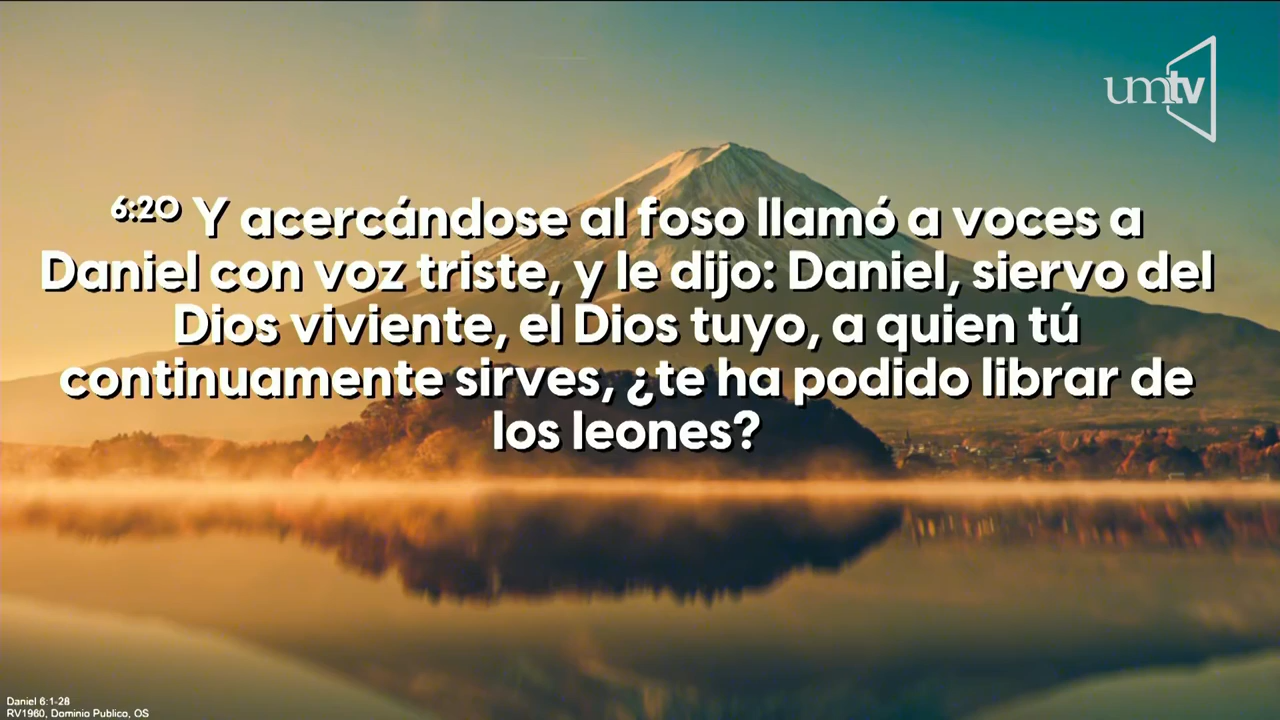 umtv
6:20 Y acercándose al foso llamó a voces a
Daniel con voz triste, y le dijo: Daniel, siervo del
Dios viviente, el Dios tuyo, a quien tú
continuamente sirves, ¿te ha podido librar de
los leones?
Daniel 6:1-28
RV1960, Dominio Publico, OS